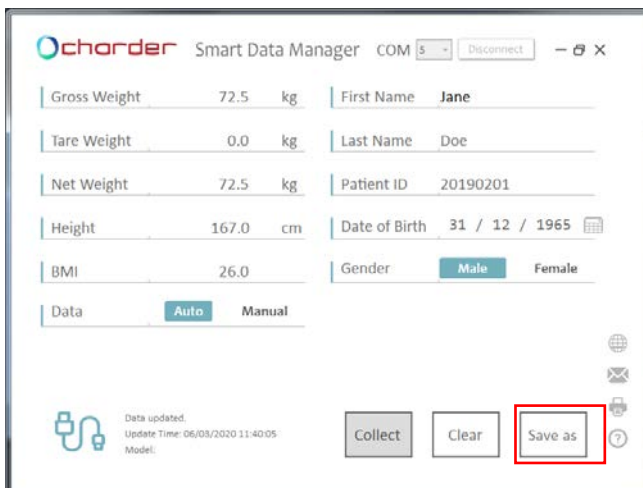 charder Smart Data Manager COM 5 Disconnect
Gross Weight 72.5 kg First Name Jane
Tare Weight 0.0 kg Last Name Doe
Net Weight 72.5 kg Patient ID 20190201
Height 167.0 cm Date of Birth 31 / 12 / 1965
BMI 26.0 Gender Male Female
Data Auto Manual
Data updated.
Update Time: 06/03/2020 11:40:05
Model:
Collect Clear Save as